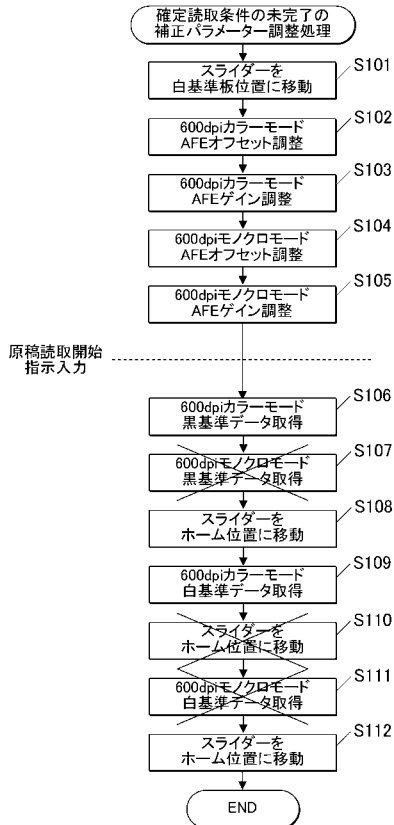 確定読取条件の未完了の
補正パラメーター調整処理
スライダーを
白基準板位置に移動
S101
600dpiカラーモード
AFEオフセット調整
S102
600dpiカラーモード
AFEゲイン調整
S103
600dpiモノクロモード
AFEオフセット調整
S104
600dpiモノクロモード
AFEゲイン調整
S105
原稿読取開始
指示入力
600dpiカラーモード
黒基準データ取得
S106
600dpiモノクロモード
黒基準データ取得
S107
スライダーを
ホーム位置に移動
S108
600dpiカラーモード
白基準データ取得
S109
スライダーを
ホーム位置に移動
S110
600dpiモノクロモード
白基準データ取得
S111
スライダーを
ホーム位置に移動
S112
END